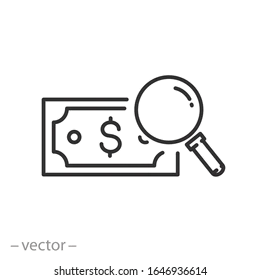 $
- vector -
shutterstock.com · 1646936614